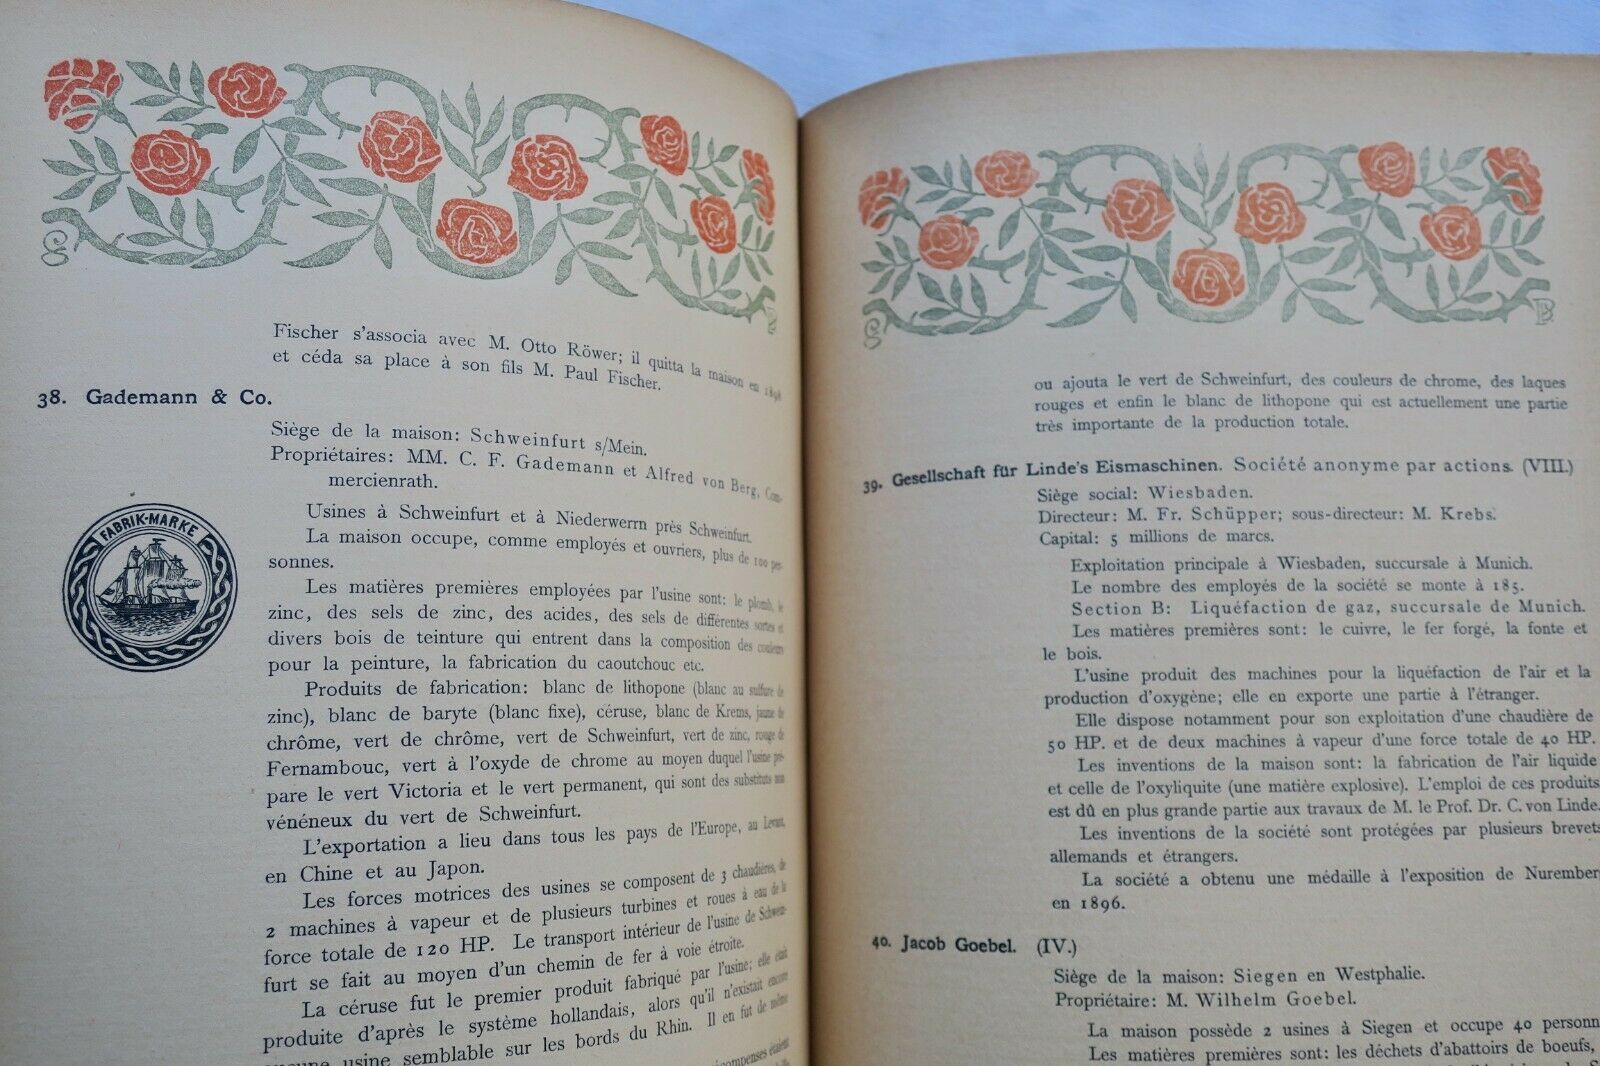 Fischer s'associa avec M. Otto Röwer; il quitta la maison en 1898
et céda sa place à son fils M. Paul Fischer.
38. Gademann & Co.
Siège de la maison: Schweinfurt s/Mein.
Propriétaires: MM. C. F. Gademann et Alfred von Berg, Com-
mercienrath.
FABRIK-MARKE
Usines à Schweinfurt et à Niederwerrn près Schweinfurt.
La maison occupe, comme employés et ouvriers, plus de 100 per-
sonnes.
Les matières premières employées par l'usine sont: le plomb, le
zinc, des sels de zinc, des acides, des sels de différentes sortes et
divers bois de teinture qui entrent dans la composition des couleurs
pour la peinture, la fabrication du caoutchouc etc.
Produits de fabrication: blanc de lithopone (blanc au sulfure de
zinc), blanc de baryte (blanc fixe), céruse, blanc de Krems, jaune de
chrôme, vert de chrôme, vert de Schweinfurt, vert de zinc, rouge de
Fernambouc, vert à l'oxyde de chrome au moyen duquel l'usine pré-
pare le vert Victoria et le vert permanent, qui sont des substituts non
vénéneux du vert de Schweinfurt.
L'exportation a lieu dans tous les pays de l'Europe, au Levant,
en Chine et au Japon.
Les forces motrices des usines se composent de 3 chaudières, de
2 machines à vapeur et de plusieurs turbines et roues à eau de la
force totale de 120 HP. Le transport intérieur de l'usine de Schwein-
furt se fait au moyen d'un chemin de fer à voie étroite.
La céruse fut le premier produit fabriqué par l'usine; elle était
produite d'après le système hollandais, alors qu'il n'existait encore
aucune usine semblable sur les bords du Rhin. Il en fut de même
récompenses étaient
ou ajouta le vert de Schweinfurt, des couleurs de chrome, des laques
rouges et enfin le blanc de lithopone qui est actuellement une partie
très importante de la production totale.
39. Gesellschaft für Linde's Eismaschinen. Société anonyme par actions. (VIII.)
Siège social: Wiesbaden.
Directeur: M. Fr. Schüpper; sous-directeur: M. Krebs.
Capital: 5 millions de marcs.
Exploitation principale à Wiesbaden, succursale à Munich.
Le nombre des employés de la société se monte à 185.
Section B: Liquéfaction de gaz, succursale de Munich.
Les matières premières sont: le cuivre, le fer forgé, la fonte et
le bois.
L'usine produit des machines pour la liquéfaction de l'air et la
production d'oxygène; elle en exporte une partie à l'étranger.
Elle dispose notamment pour son exploitation d'une chaudière de
50 HP. et de deux machines à vapeur d'une force totale de 40 HP.
Les inventions de la maison sont: la fabrication de l'air liquide
et celle de l'oxyliquite (une matière explosive). L'emploi de ces produits
est dû en plus grande partie aux travaux de M. le Prof. Dr. C. von Linde.
Les inventions de la société sont protégées par plusieurs brevets
allemands et étrangers.
La société a obtenu une médaille à l'exposition de Nuremberg
en 1896.
40. Jacob Goebel. (IV.)
Siège de la maison: Siegen en Westphalie.
Propriétaire: M. Wilhelm Goebel.
La maison possède 2 usines à Siegen et occupe 40 personn
Les matières premières sont: les déchets d'abattoirs de boeufs,